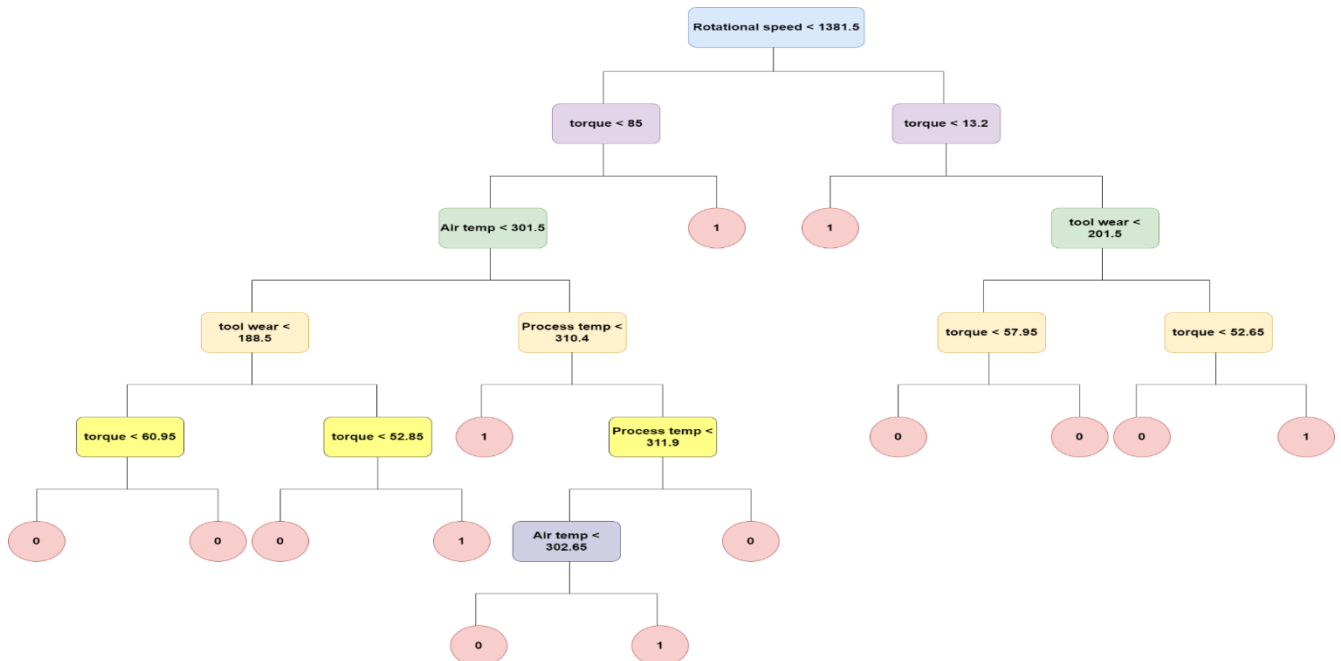 Rotational speed < 1381.5
torque < 85
torque < 13.2
Air temp < 301.5
1
1
tool wear <
201.5
tool wear <
188.5
Process temp <
310.4
torque < 57.95
torque < 52.65
torque < 60.95
torque < 52.85
1
Process temp <
311.9
0
0
0
1
0
0
0
1
Air temp <
302.65
0
0
1